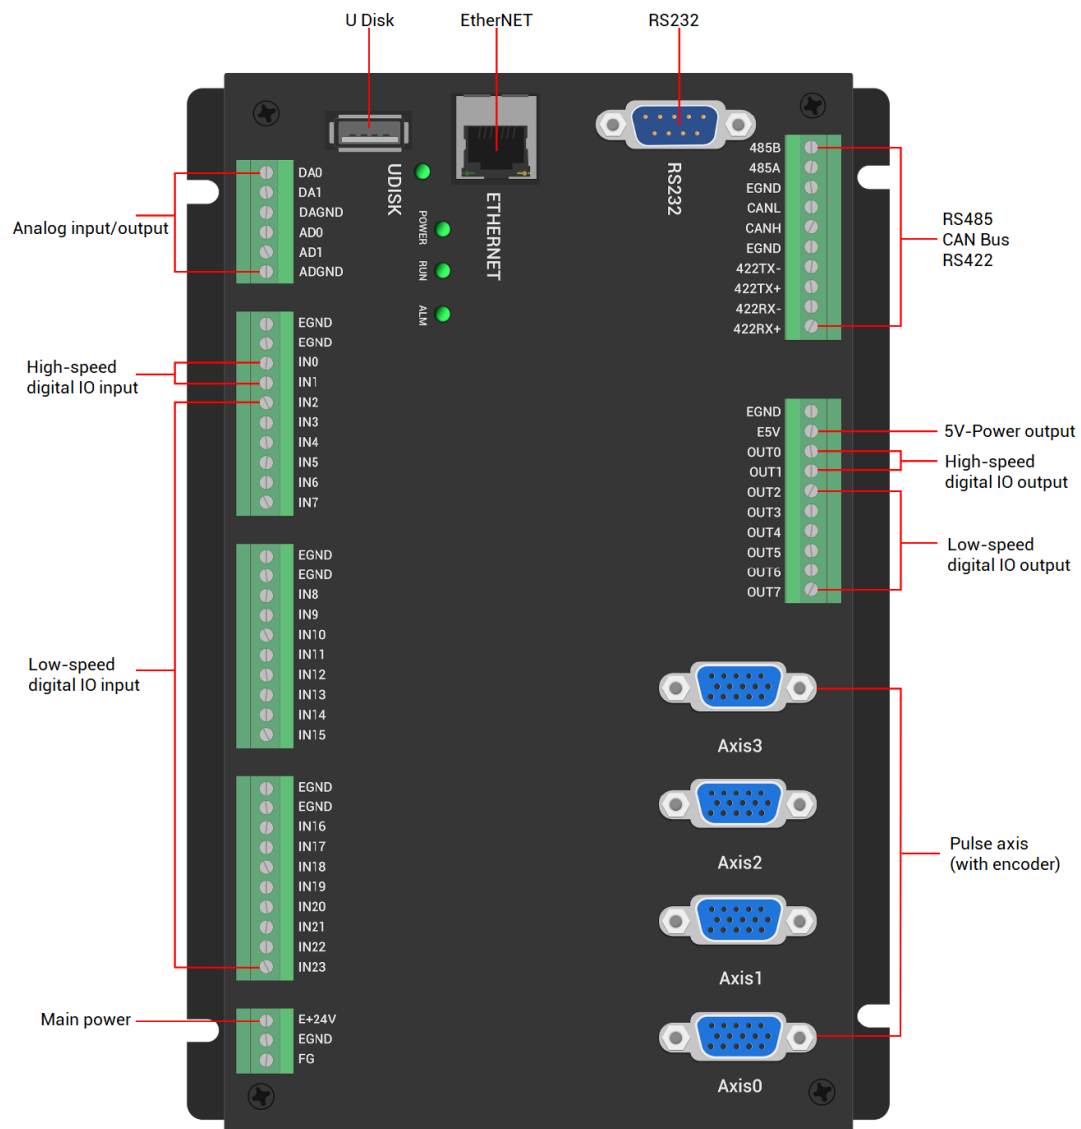 U Disk
EtherNET
RS232
UDISK
ETHERNET
RS232
POWER
RUN
ALM
Analog input/output
DA0
DA1
DAGND
AD0
AD1
ADGND
High-speed
digital IO input
EGND
EGND
IN0
IN1
IN2
IN3
IN4
IN5
IN6
IN7
Low-speed
digital IO input
EGND
EGND
IN8
IN9
IN10
IN11
IN12
IN13
IN14
IN15
EGND
EGND
IN16
IN17
IN18
IN19
IN20
IN21
IN22
IN23
Main power
E+24V
EGND
FG
485B
485A
EGND
CANL
CANH
EGND
422TX-
422TX+
422RX-
422RX+
RS485
CAN Bus
RS422
EGND
E5V
OUT0
OUT1
OUT2
OUT3
OUT4
OUT5
OUT6
OUT7
5V-Power output
High-speed
digital IO output
Low-speed
digital IO output
Axis3
Axis2
Axis1
Axis0
Pulse axis
(with encoder)